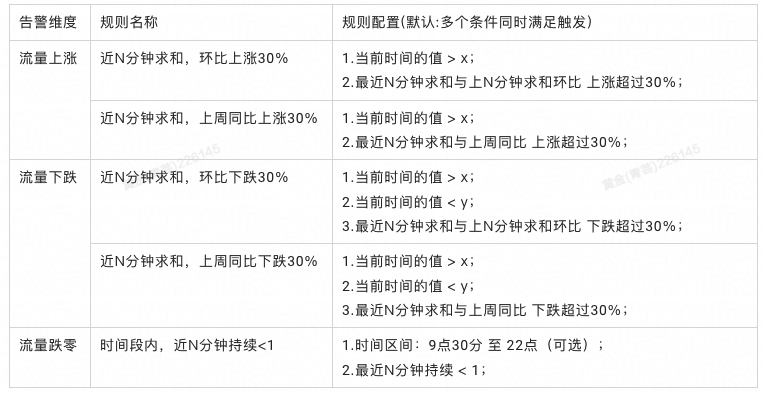 告警维度 规则名称 规则配置(默认:多个条件同时满足触发)
流量上涨 近N分钟求和，环比上涨30% 1.当前时间的值 > x；
2.最近N分钟求和与上N分钟求和环比 上涨超过30%；
近N分钟求和，上周同比上涨30% 1.当前时间的值 > x；
2.最近N分钟求和与上周同比 上涨超过30%；
流量下跌 近N分钟求和，环比下跌30% 1.当前时间的值 > x；
2.当前时间的值 < y；
3.最近N分钟求和与上N分钟求和环比 下跌超过30%；
近N分钟求和，上周同比下跌30% 1.当前时间的值 > x；
2.当前时间的值 < y；
3.最近N分钟求和与上周同比 下跌超过30%；
流量跌零 时间段内，近N分钟持续<1 1.时间区间：9点30分 至 22点（可选）；
2.最近N分钟持续 < 1；